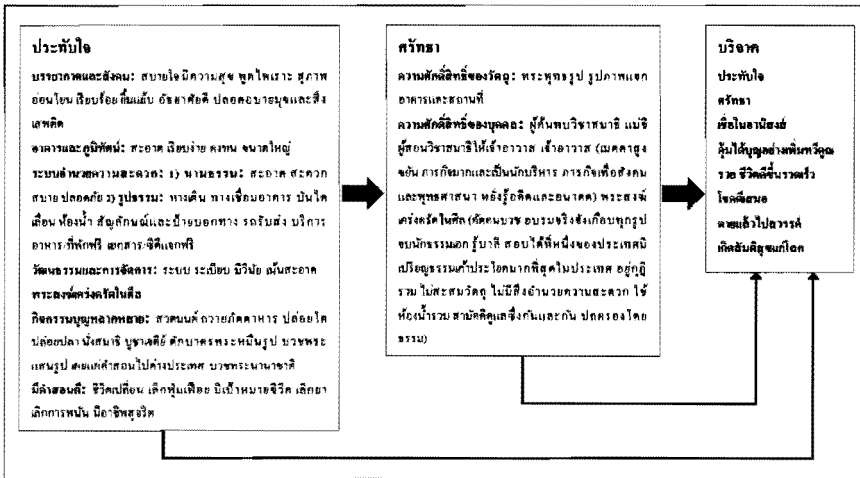 ประทับใจ
บรรยากาศและสังคม: สบายใจ มีความสุข พูดไพเราะ สุภาพ
อ่อนโยน เรียบร้อย ยิ้มแย้ม อัธยาศัยดี ปลอดอบายมุขและสิ่ง
เสพติด
อาคารและภูมิทัศน์: สะอาด เรียบง่าย คงทน ขนาดใหญ่
ระบบอำนวยความสะดวก: 1) นามธรรม: สะอาด สะดวก
สบาย ปลอดภัย 2) รูปธรรม: ทางเดิน ทางเชื่อมอาคาร บันได
เลื่อน ห้องน้ำ สัญลักษณ์และป้ายบอกทาง รถรับส่ง บริการ
อาหาร/ที่พักฟรี เอกสาร/ซีดีแจกฟรี
วัฒนธรรมและการจัดการ: ระบบ ระเบียบ มีวินัย เน้นสะอาด
พระสงฆ์เคร่งครัดในศีล
กิจกรรมบุญหลากหลาย: สวดมนต์ ถวายภัตตาหาร ปล่อยโค
ปล่อยปลา นั่งสมาธิ บูชาเจดีย์ ตักบาตรพระหมื่นรูป บวชพระ
แสนรูป เผยแผ่คำสอนไปต่างประเทศ บวชพระนานาชาติ
มีคำสอนดี: ชีวิตเปลี่ยน เลิกฟุ่มเฟือย มีเป้าหมายชีวิต เลิกยา
เลิกการพนัน มีอาชีพสุจริต
ศรัทธา
ความศักดิ์สิทธิ์ของวัตถุ: พระพุทธรูป รูปภาพแจก
อาคารและสถานที่
ความศักดิ์สิทธิ์ของบุคคล: ผู้ค้นพบวิชาสมาธิ แม่ชี
ผู้สอนวิชาสมาธิให้เจ้าอาวาส เจ้าอาวาส (เมตตาสูง
ขยัน ภารกิจมากและเป็นนักบริหาร ภารกิจเพื่อสังคม
และพุทธศาสนา หยั่งรู้อดีตและอนาคต) พระสงฆ์
เคร่งครัดในศีล (คัดคนบวช อบรมจริงจังเกือบทุกรูป
จบนักธรรมเอก รู้บาลี สอบได้ที่หนึ่งของประเทศมี
เปรียญธรรมเก้าประโยคมากที่สุดในประเทศ อยู่กุฏิ
รวม ไม่สะสมวัตถุ ไม่มีสิ่งอำนวยความสะดวก ใช้
ห้องน้ำรวม สามัคคีดูแลซึ่งกันและกัน ปกครองโดย
ธรรม)
บริจาค
ประทับใจ
ศรัทธา
เชื่อในอานิสงส์
คุ้มได้บุญอย่างเพิ่มทวีคูณ
รวย ชีวิตดีขึ้นรวดเร็ว
โชคดีเสมอ
ตายแล้วไปสวรรค์
เกิดสันติสุขแก่โลก